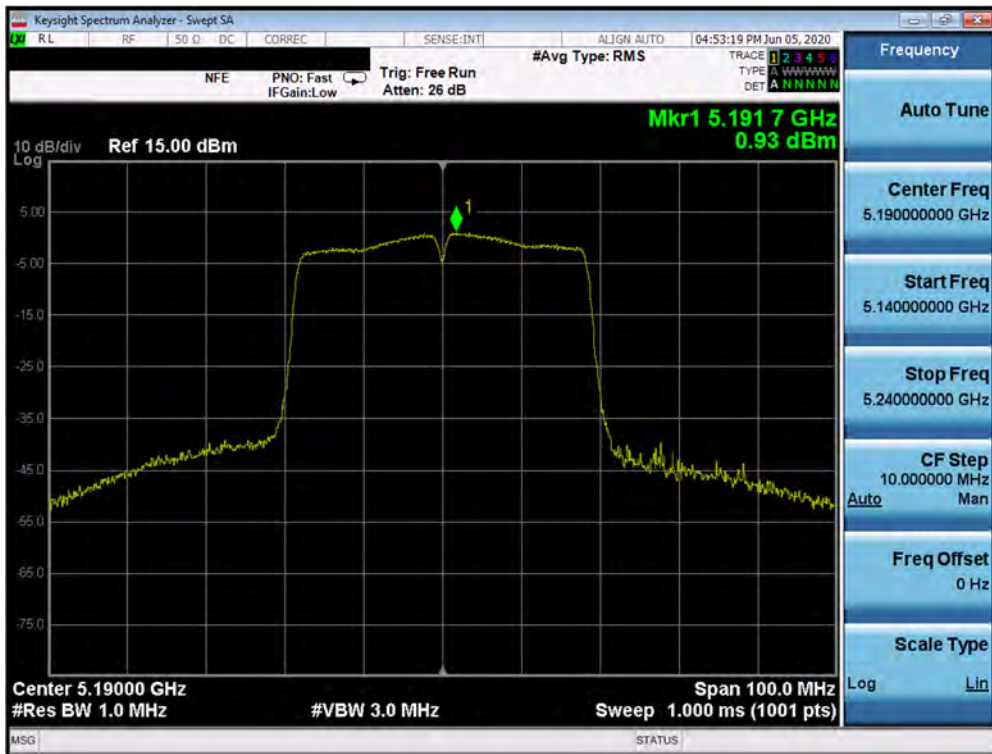 Keysight Spectrum Analyzer - Swept SA
LXI RL RF 50 Ω DC CORREC SENSE:INT ALIGN AUTO 04:53:19 PM Jun 05, 2020
NFE PNO: Fast Trig: Free Run #Avg Type: RMS TRACE 1 2 3 4 5 6
IFGain:Low Atten: 26 dB TYPE A WWWWW
DET A N N N N N
Mkr1 5.191 7 GHz
0.93 dBm
10 dB/div Ref 15.00 dBm
Log
5.00
-5.00
-15.0
-25.0
-35.0
-45.0
-55.0
-65.0
-75.0
1
Center 5.19000 GHz Span 100.0 MHz
#Res BW 1.0 MHz #VBW 3.0 MHz Sweep 1.000 ms (1001 pts)
MSG STATUS
Frequency
Auto Tune
Center Freq
5.190000000 GHz
Start Freq
5.140000000 GHz
Stop Freq
5.240000000 GHz
CF Step
10.000000 MHz
Auto Man
Freq Offset
0 Hz
Scale Type
Log Lin